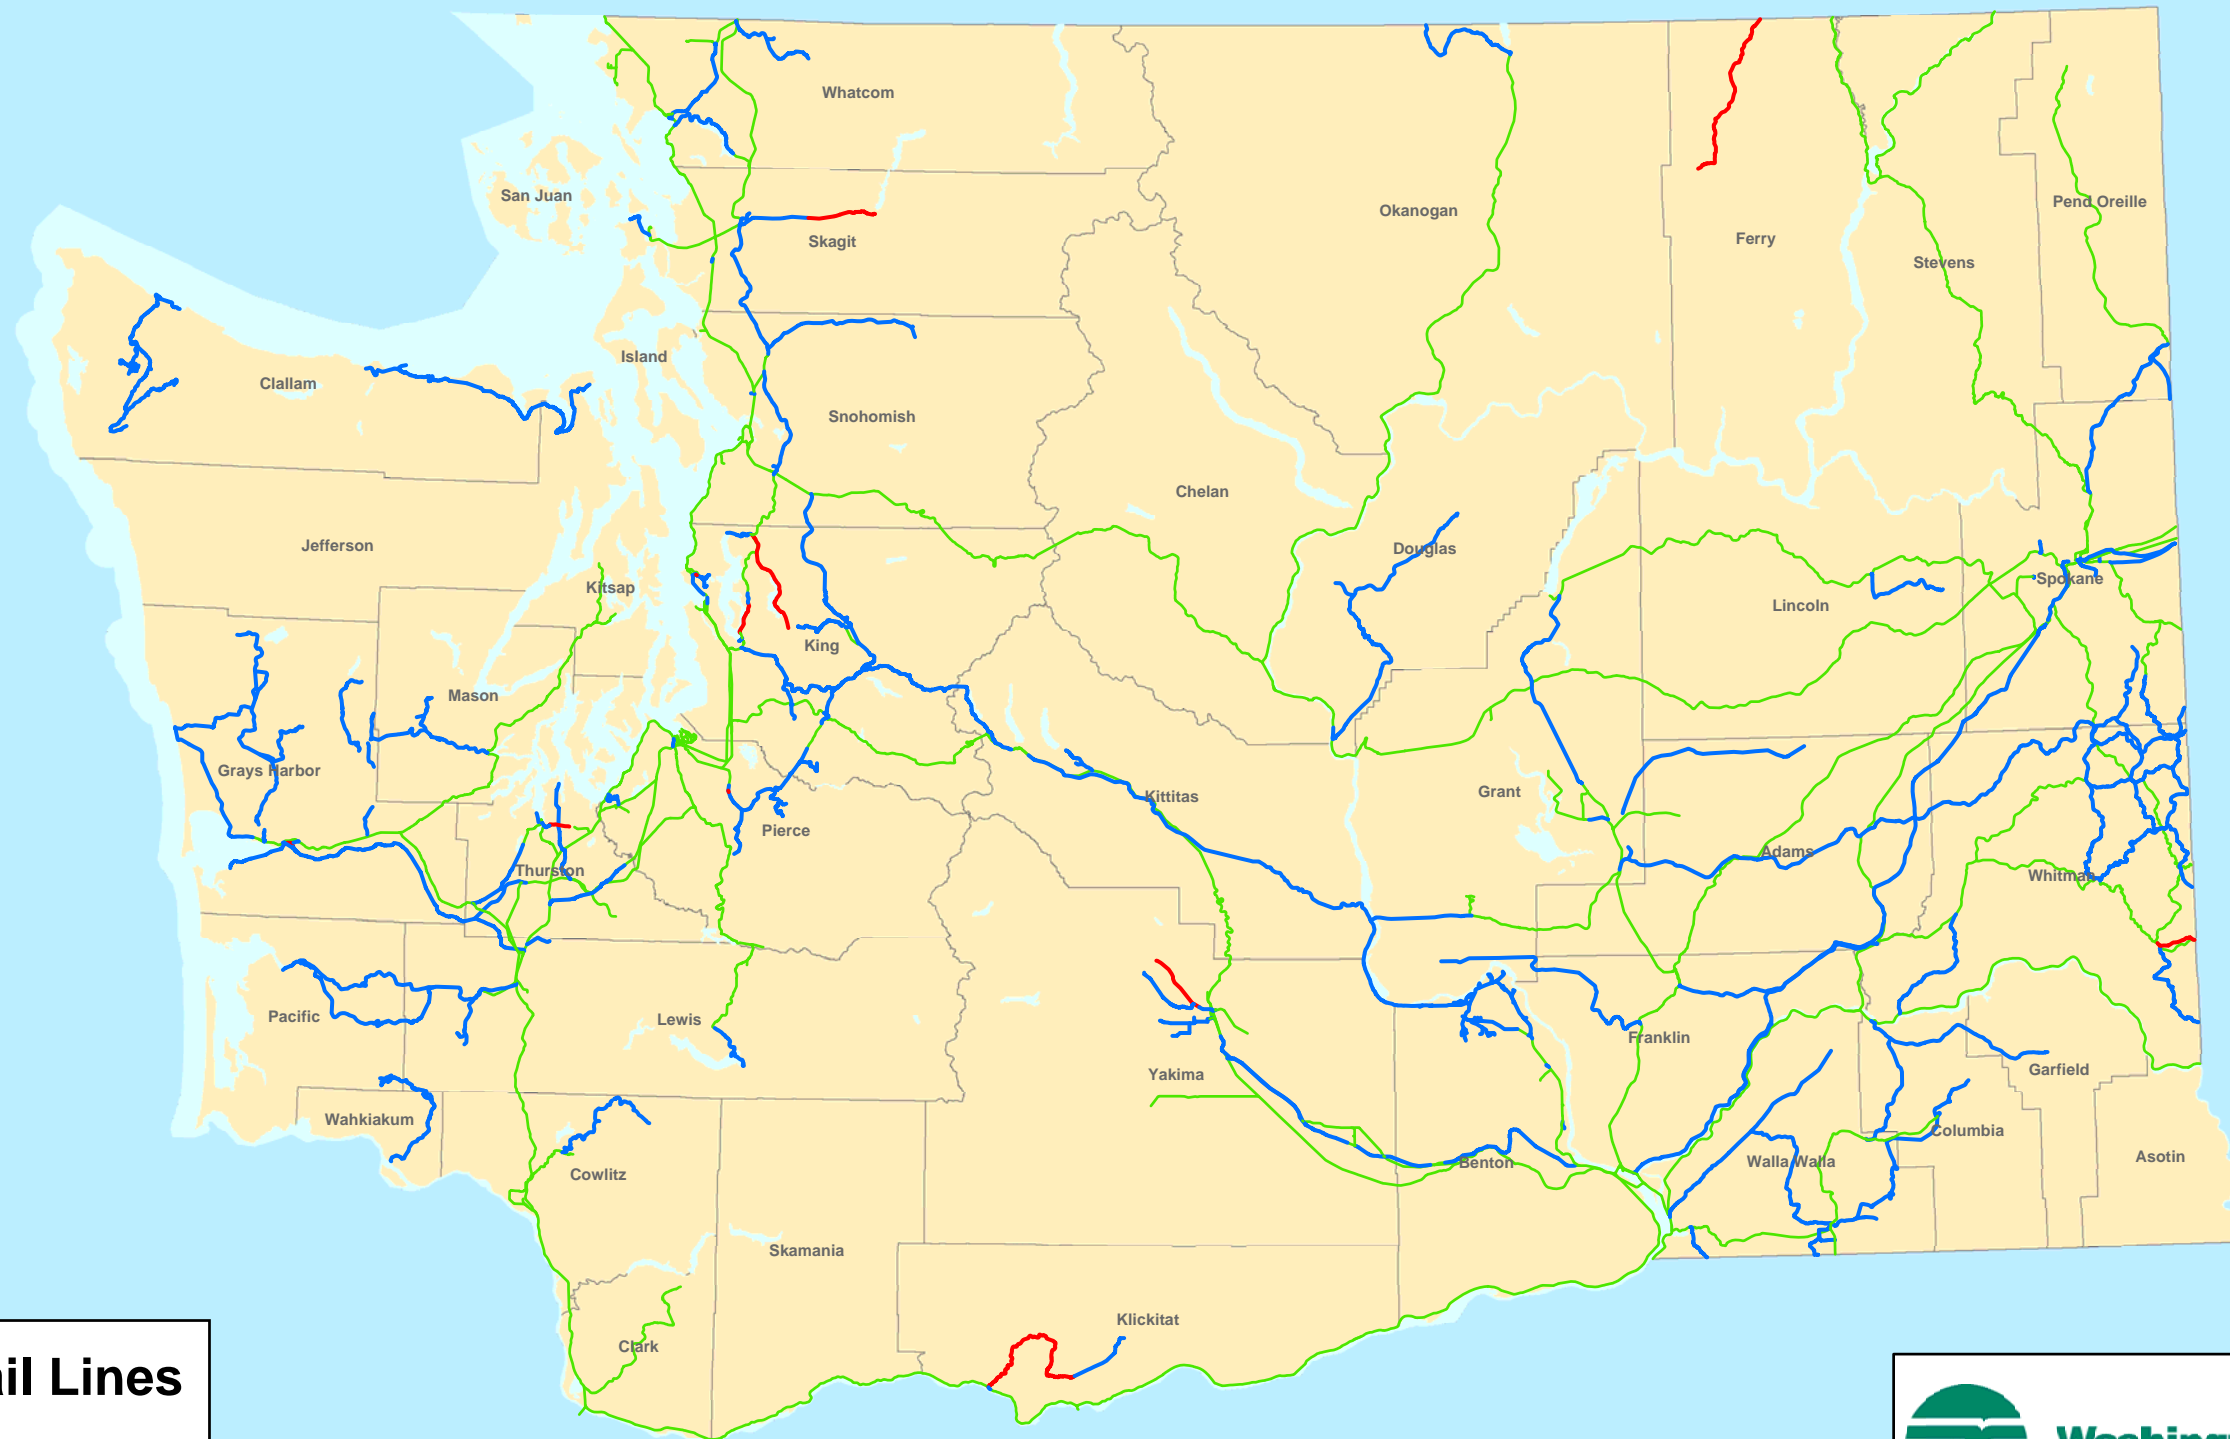 Whatcom
San Juan
Skagit
Okanogan
Ferry
Pend Oreille
Stevens
Island
Clallam
Snohomish
Chelan
Jefferson
Douglas
Kitsap
Spokane
Lincoln
King
Mason
Grays Harbor
Kittitas
Grant
Pierce
Adams
Thurston
Whitman
Pacific
Lewis
Franklin
Yakima
Garfield
Wahkiakum
Columbia
Cowlitz
Benton
Walla Walla
Asotin
Skamania
Klickitat
Clark
ail Lines